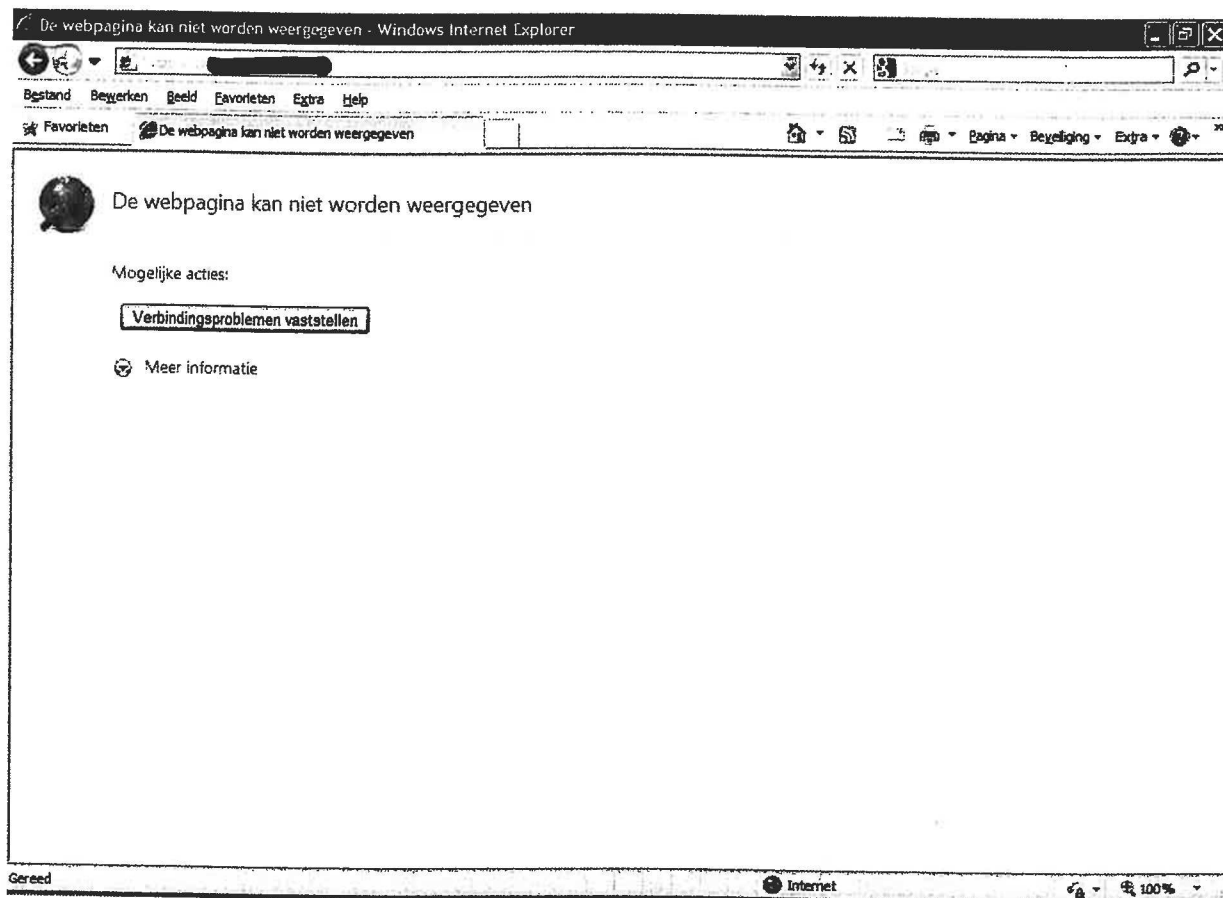 De webpagina kan niet worden weergegeven - Windows Internet Explorer
Bestand Bewerken Beeld Favorieten Extra Help
Favorieten De webpagina kan niet worden weergegeven Pagina Beveiliging Extra
De webpagina kan niet worden weergegeven
Mogelijke acties:
Verbindingsproblemen vaststellen
Meer informatie
Gereed Internet 100%